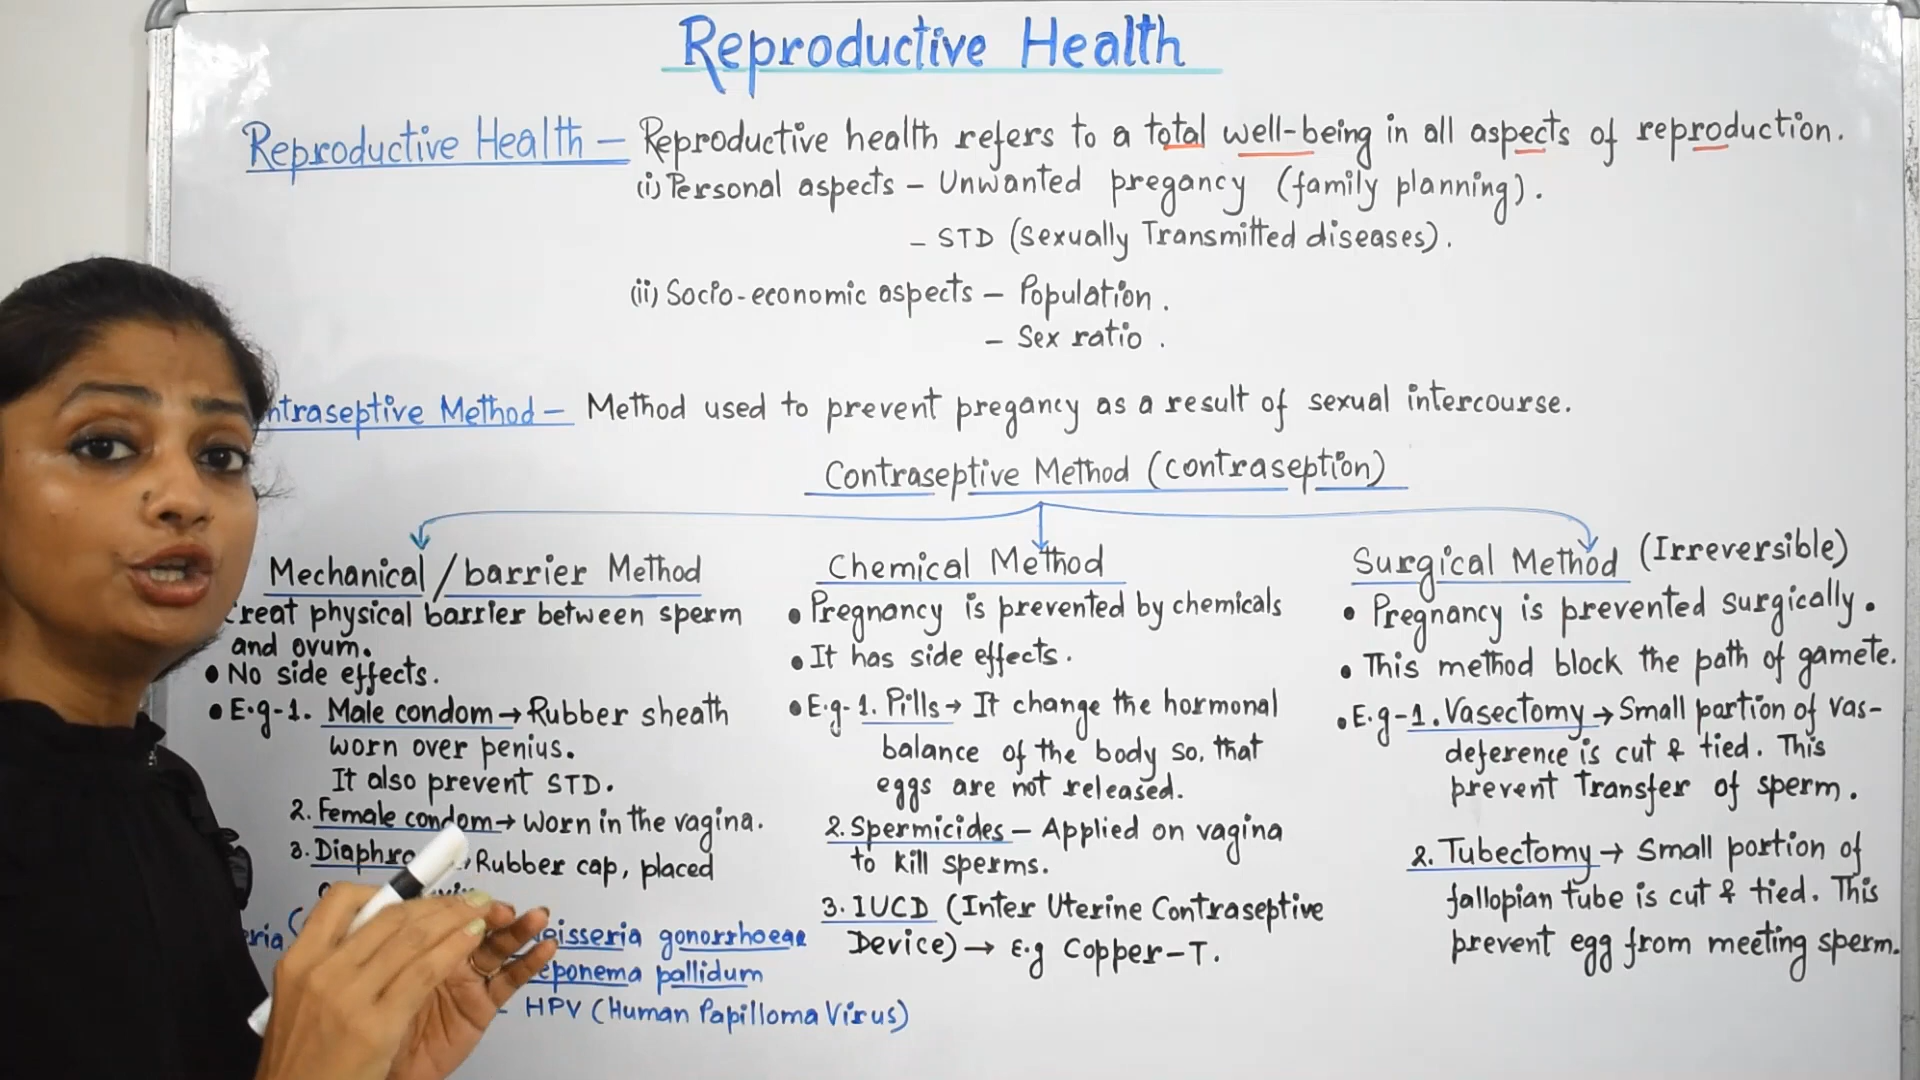 Reproductive Health
Reproductive Health – Reproductive health refers to a total well-being in all aspects of reproduction.
(i) Personal aspects – Unwanted pregancy (family planning).
– STD (Sexually Transmitted diseases).
(ii) Socio-economic aspects – Population.
– Sex ratio.
ntraseptive Method – Method used to prevent pregancy as a result of sexual intercourse.
Contraseptive Method (contraseption)
Mechanical/barrier Method
reat physical barrier between sperm
and ovum.
• No side effects.
• E.g-1. Male condom → Rubber sheath
worn over penius.
It also prevent STD.
2. Female condom → worn in the vagina.
3. Diaphra Rubber cap, placed
eria
eisseria gonorrhoeae
eponema pallidum
- HPV (Human Papilloma Virus)
Chemical Method
• Pregnancy is prevented by chemicals
• It has side effects.
• E.g- 1. Pills → It change the hormonal
balance of the body so, that
eggs are not released.
2. Spermicides – Applied on vagina
to kill sperms.
3. IUCD (Inter Uterine Contraseptive
Device) → E.g Copper-T.
Surgical Method (Irreversible)
• Pregnancy is prevented surgically.
• This method block the path of gamete.
• E.g-1. Vasectomy → Small portion of vas-
deference is cut & tied. This
prevent Transfer of sperm.
2. Tubectomy → Small portion of
fallopian tube is cut & tied. This
prevent egg from meeting sperm.